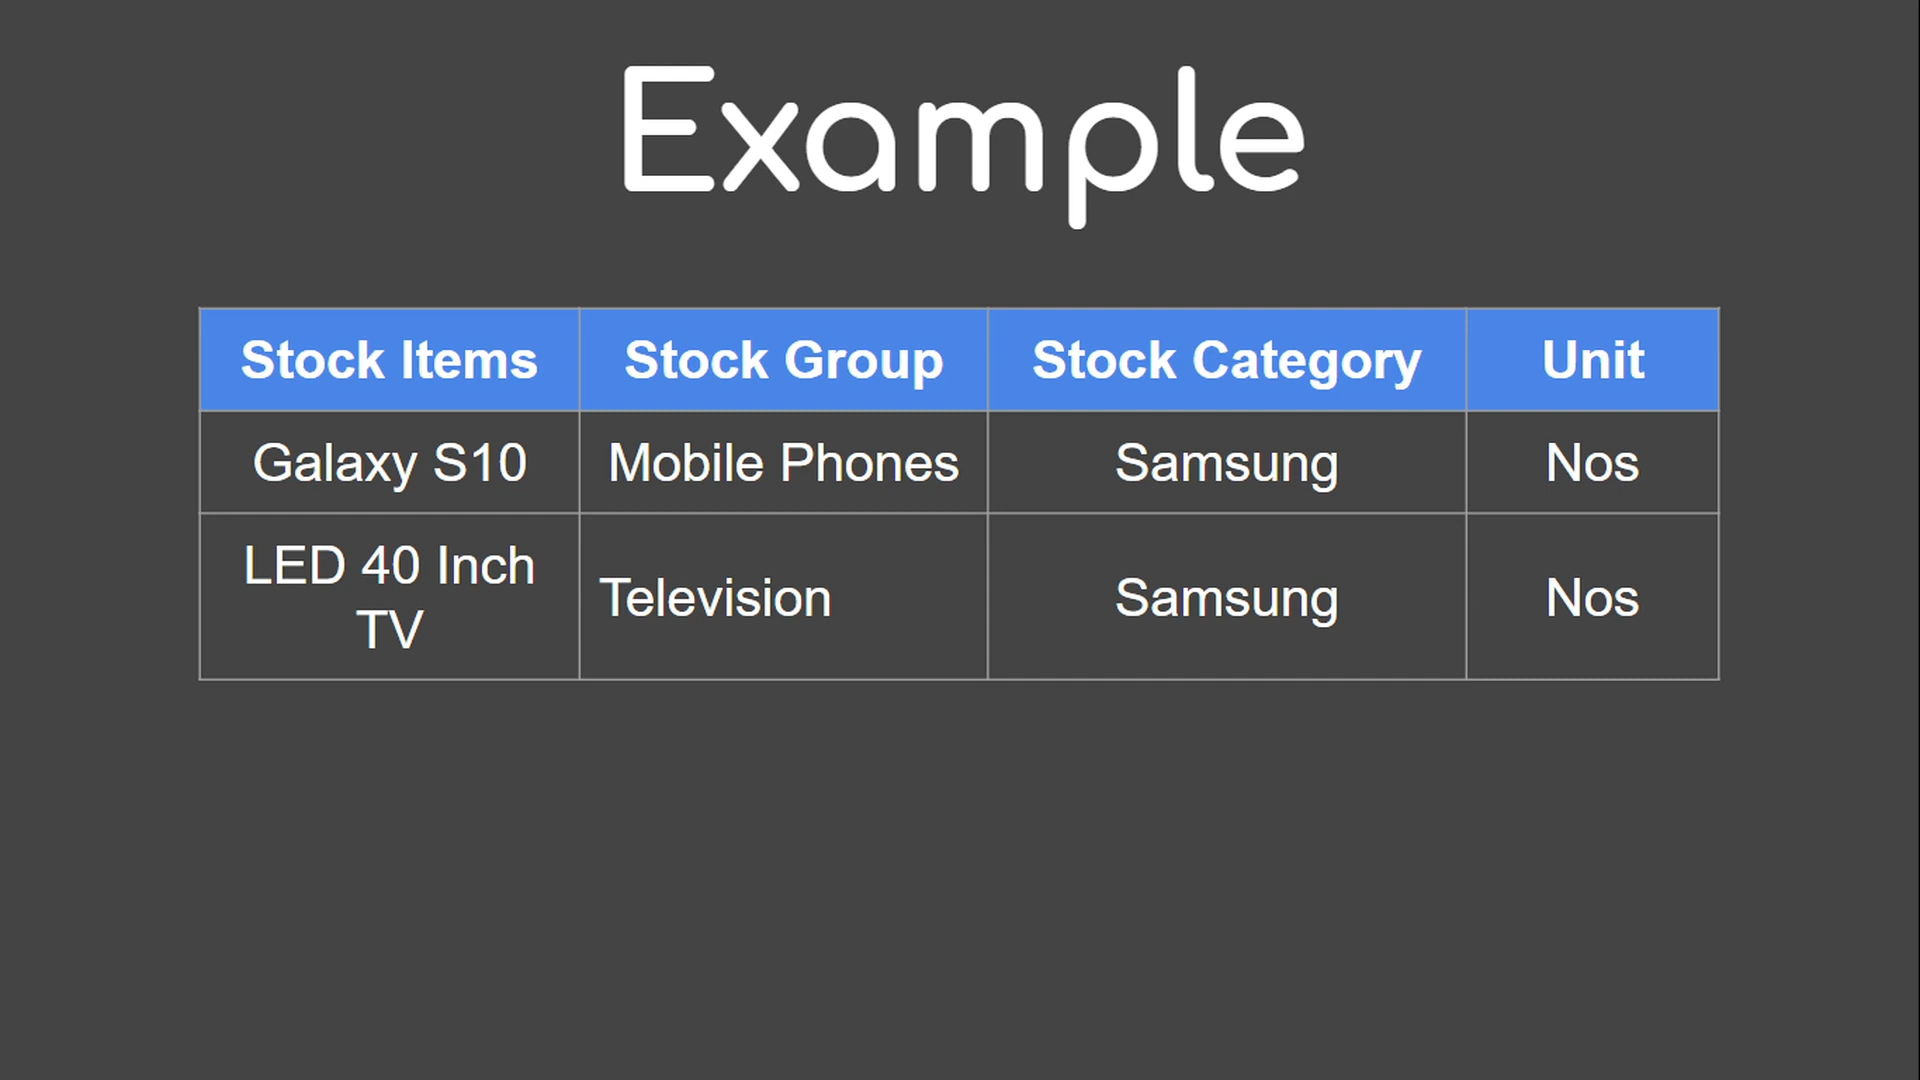 Example
Stock Items Stock Group Stock Category Unit
Galaxy S10 Mobile Phones Samsung Nos
LED 40 Inch
TV Television Samsung Nos